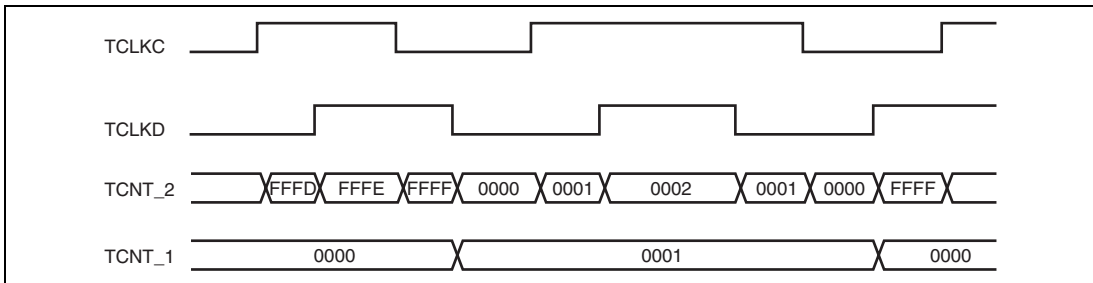 TCLKC
TCLKD
TCNT_2 FFFD FFFE FFFF 0000 0001 0002 0001 0000 FFFF
TCNT_1 0000 0001 0000